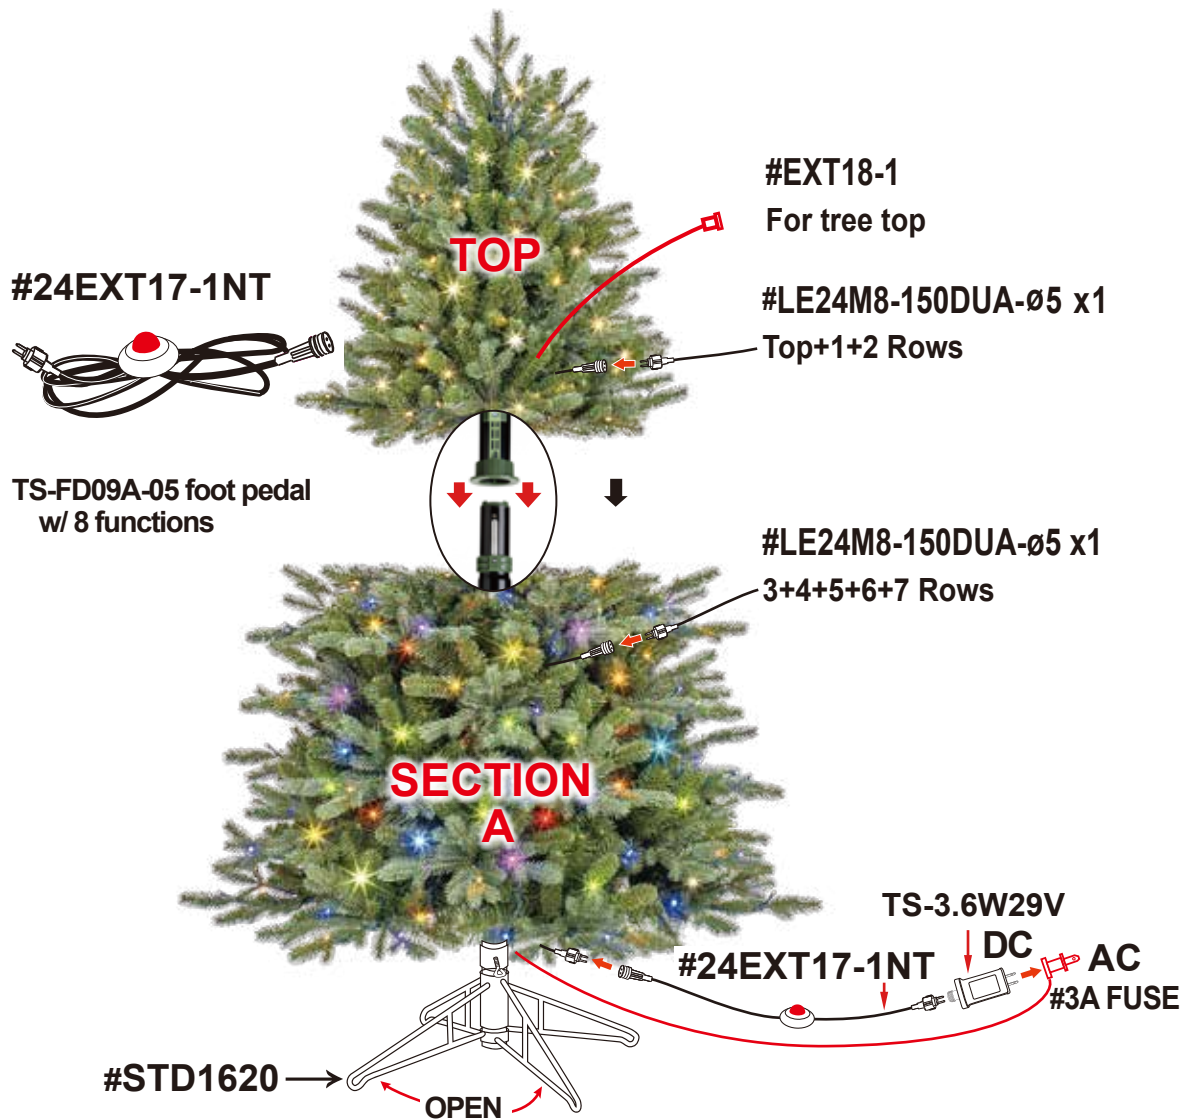 #EXT18-1
For tree top
TOP
#24EXT17-1NT
#LE24M8-150DUA-ø5 x1
Top+1+2 Rows
TS-FD09A-05 foot pedal
w/ 8 functions
#LE24M8-150DUA-ø5 x1
3+4+5+6+7 Rows
SECTION
A
TS-3.6W29V
DC
AC
#24EXT17-1NT
#3A FUSE
#STD1620
OPEN